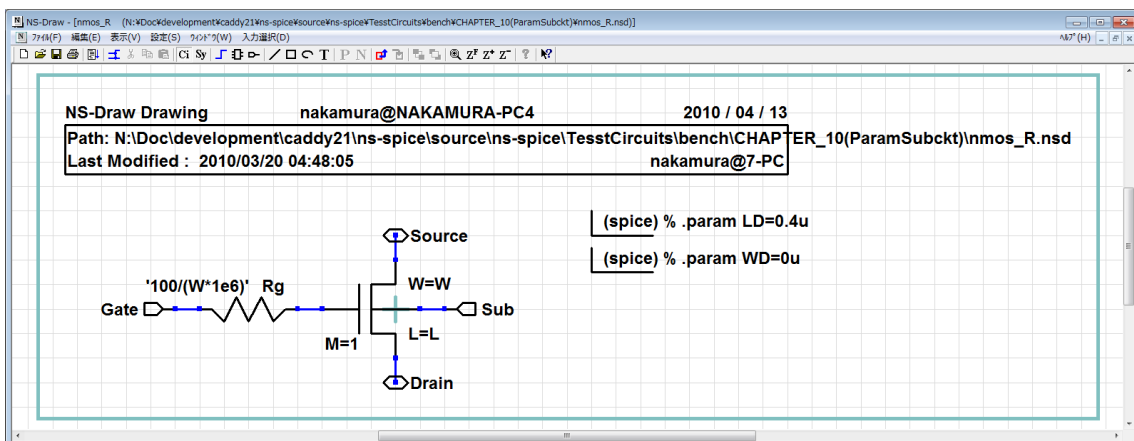 NS-Draw - [nmos_R (N:¥Doc¥development¥caddy21¥ns-spice¥source¥ns-spice¥TesstCircuits¥bench¥CHAPTER_10(ParamSubckt)¥nmos_R.nsd)]
ファイル(F) 編集(E) 表示(V) 設定(S) ウィンドウ(W) 入力選択(D) ヘルプ(H)
Ci Sy T P N Zᶠ Z⁺ Z⁻ ?
NS-Draw Drawing nakamura@NAKAMURA-PC4 2010 / 04 / 13
Path: N:\Doc\development\caddy21\ns-spice\source\ns-spice\TesstCircuits\bench\CHAPTER_10(ParamSubckt)\nmos_R.nsd
Last Modified : 2010/03/20 04:48:05 nakamura@7-PC
(spice) % .param LD=0.4u
Source
(spice) % .param WD=0u
'100/(W*1e6)' Rg W=W
Gate Sub
M=1 L=L
Drain